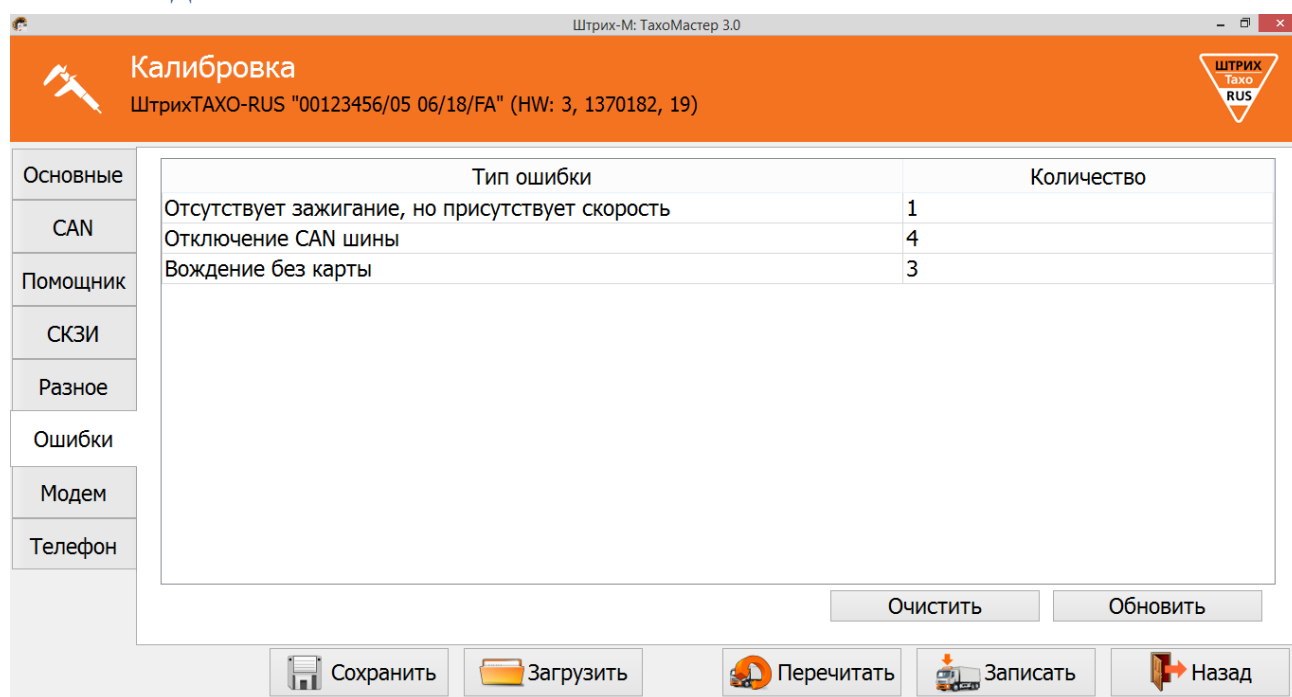 Штрих-М: ТахоМастер 3.0
Калибровка
ШтрихТАХО-RUS "00123456/05 06/18/FA" (HW: 3, 1370182, 19)
ШТРИХ
Тахо
RUS
Основные
CAN
Помощник
СКЗИ
Разное
Ошибки
Модем
Телефон
Тип ошибки Количество
Отсутствует зажигание, но присутствует скорость 1
Отключение CAN шины 4
Вождение без карты 3
Очистить Обновить
Сохранить Загрузить Перечитать Записать Назад